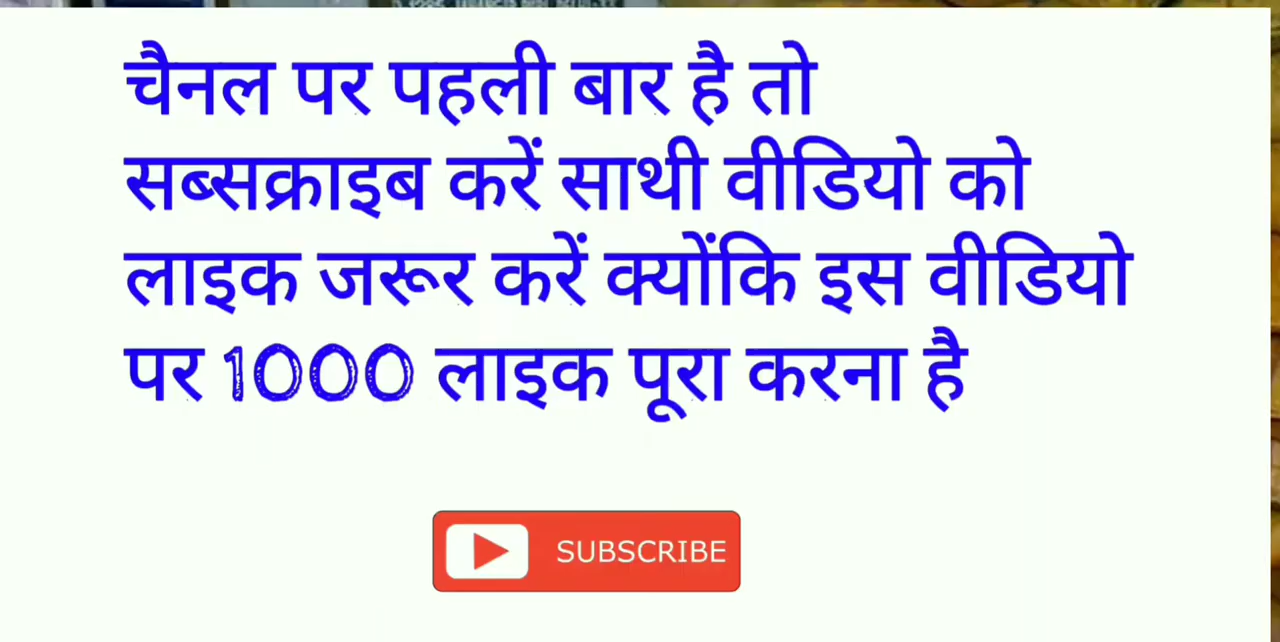 चैनल पर पहली बार है तो
सब्सक्राइब करें साथी वीडियो को
लाइक जरूर करें क्योंकि इस वीडियो
पर 1000 लाइक पूरा करना है
SUBSCRIBE